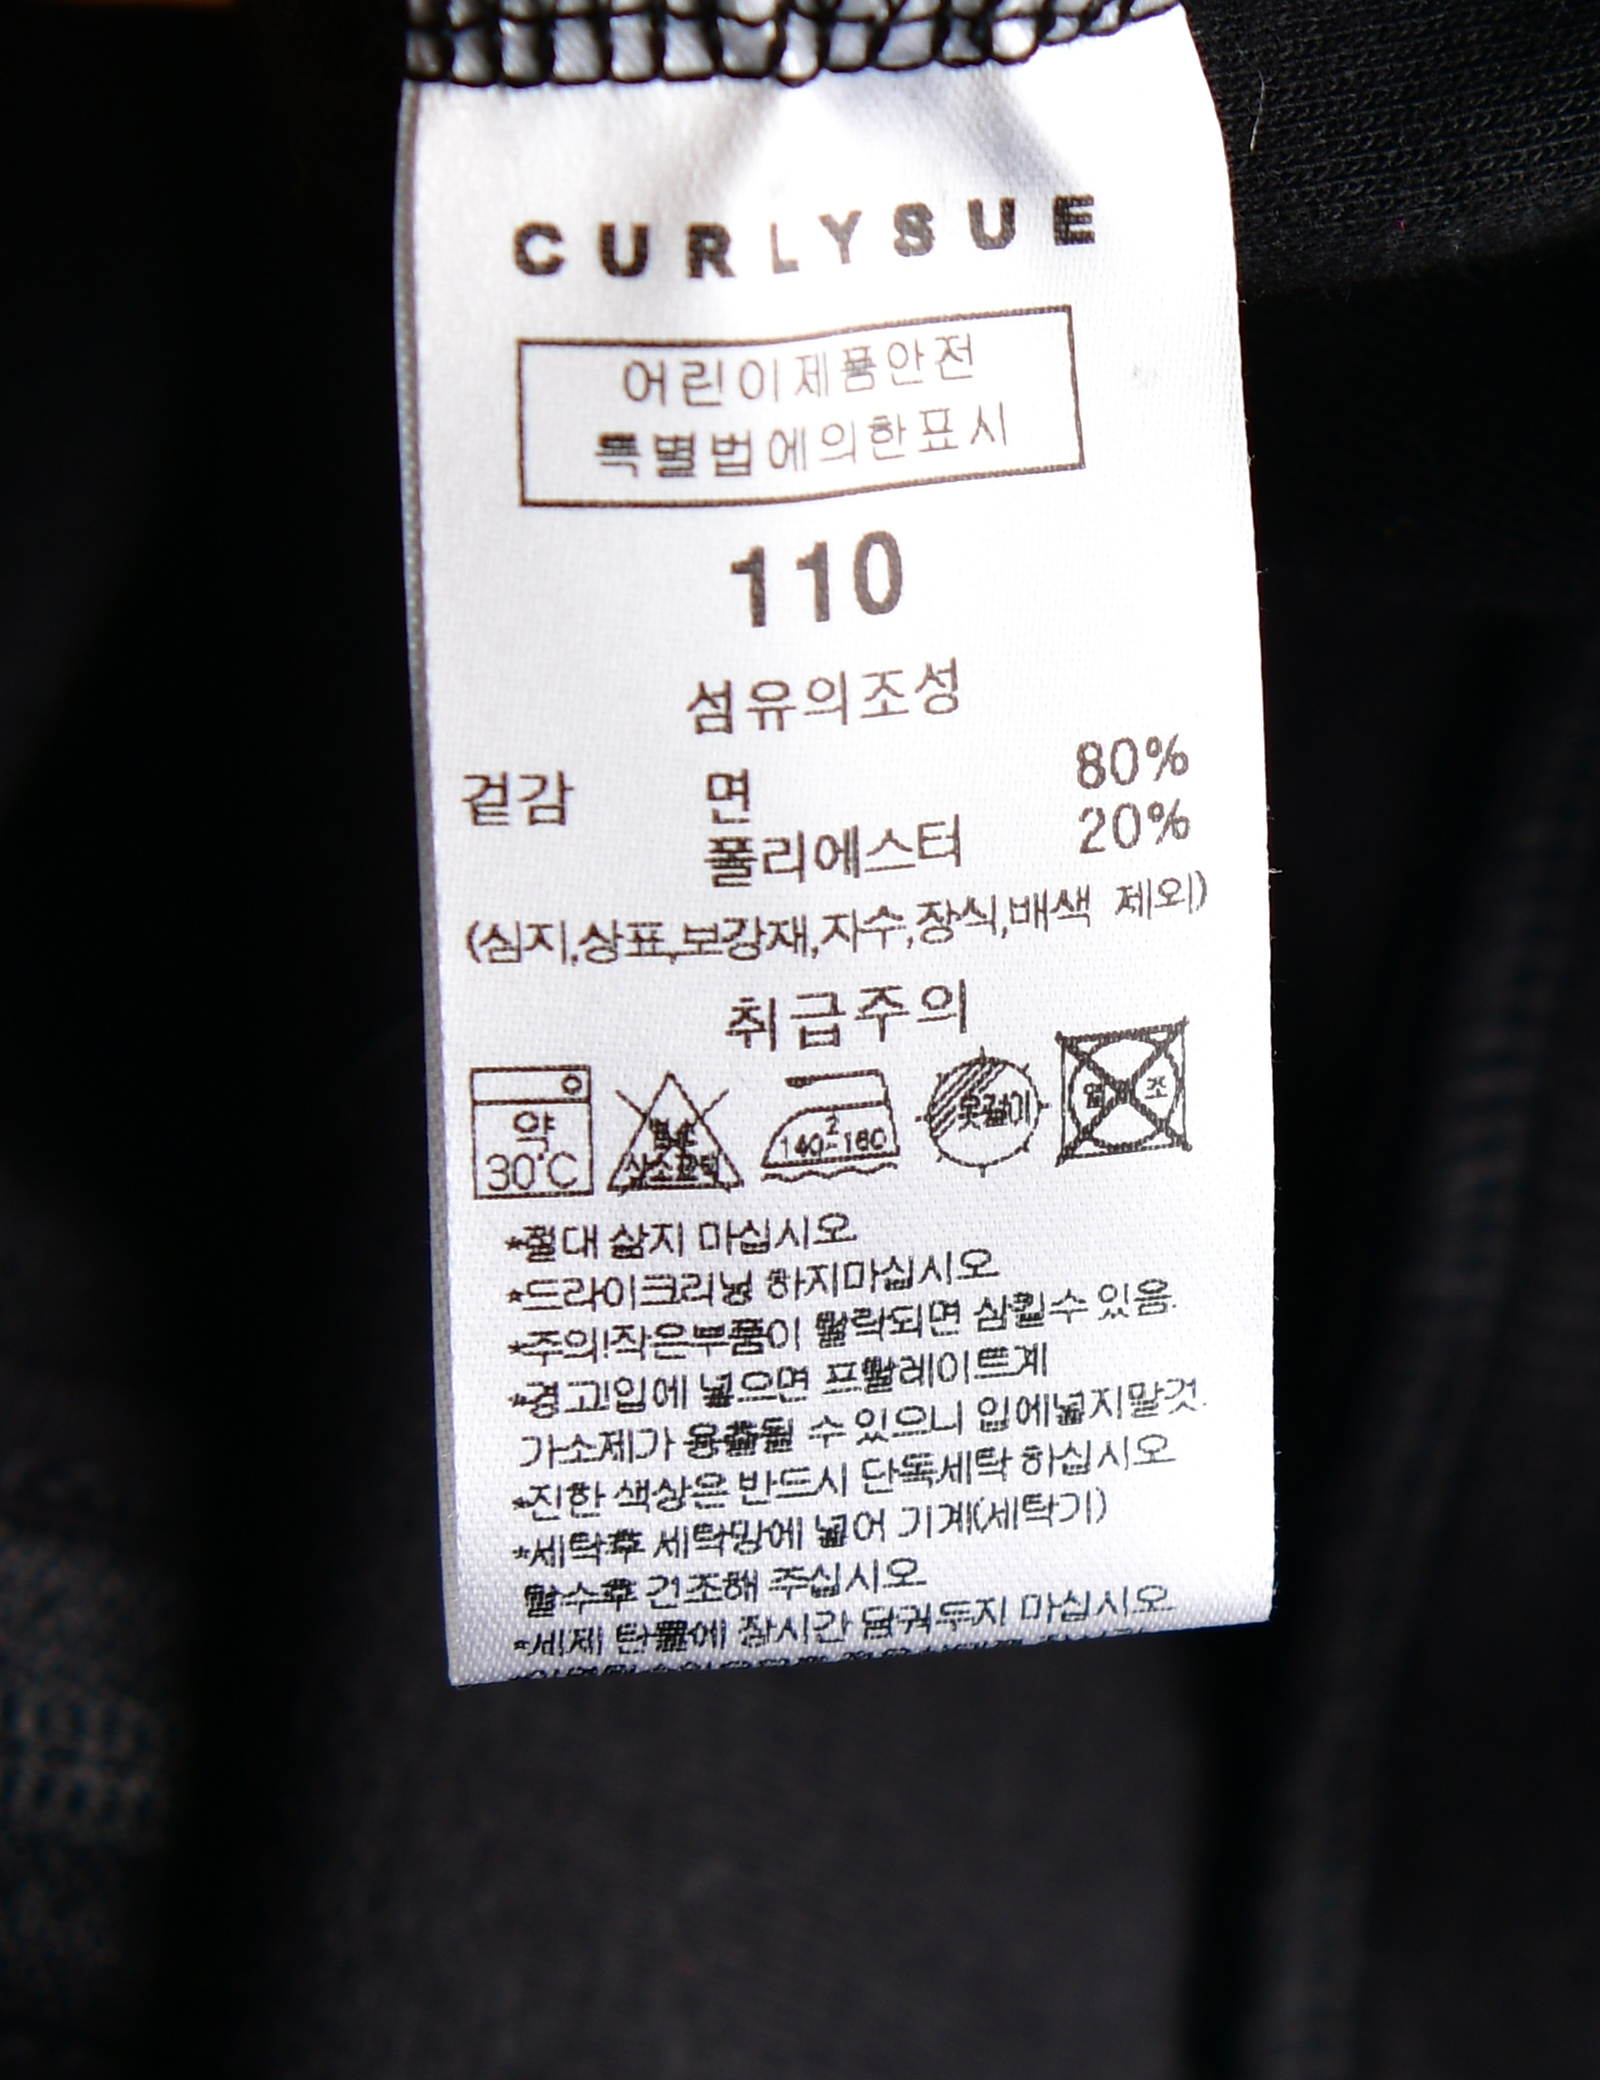 CURLYSUE
어린이제품안전
특별법에의한표시
110
섬유의조성
겉감 면 80%
폴리에스터 20%
(심지,상표,보강재,자수,장식,배색 제외)
취급주의
약 30℃
산소표백
2 140-160
옷걸이
*절대 삶지 마십시오
*드라이크리닝 하지마십시오
*주의!작은부품이 탈락되면 삼킬수 있음.
*경고!입에 넣으면 프탈레이트계
가소제가 용출될 수 있으니 입에넣지말것.
*진한 색상은 반드시 단독세탁 하십시오
*세탁후 세탁망에 넣어 기계(세탁기)
탈수후 건조해 주십시오
*세제 탄물에 장시간 담궈두지 마십시오